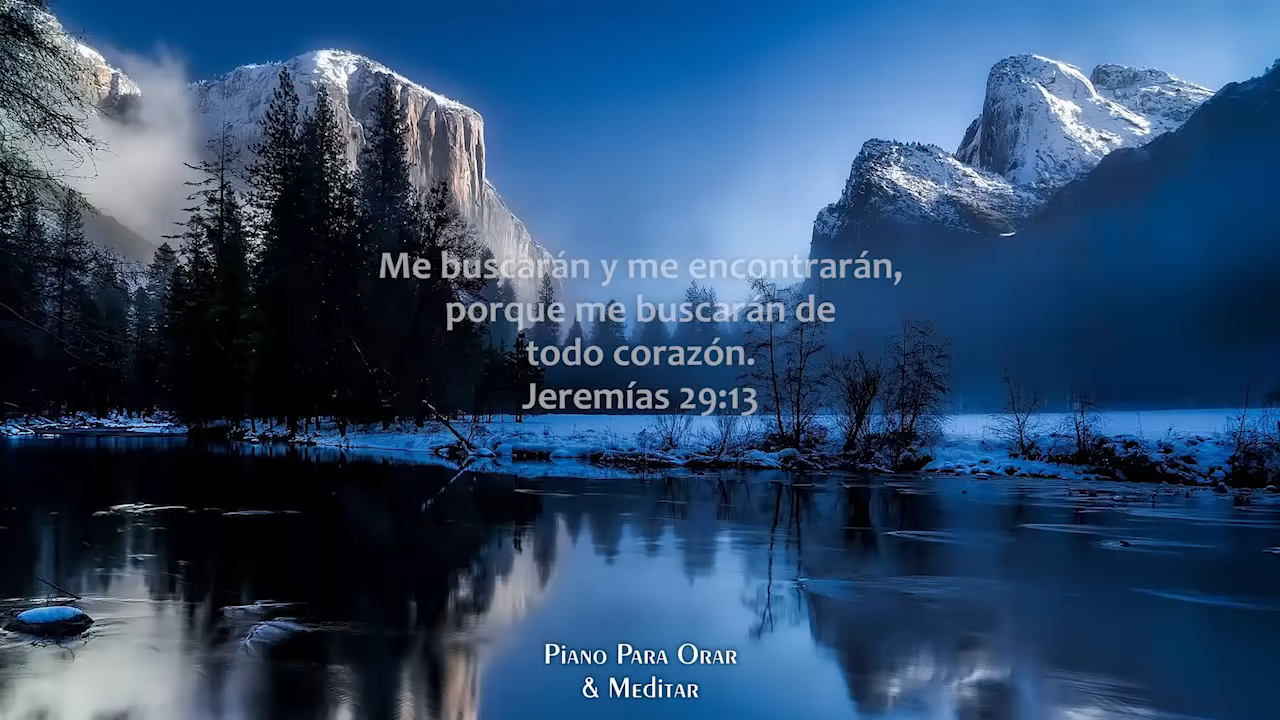 Me buscarán y me encontrarán,
porque me buscarán de
todo corazón.
Jeremías 29:13
Piano Para Orar
& Meditar